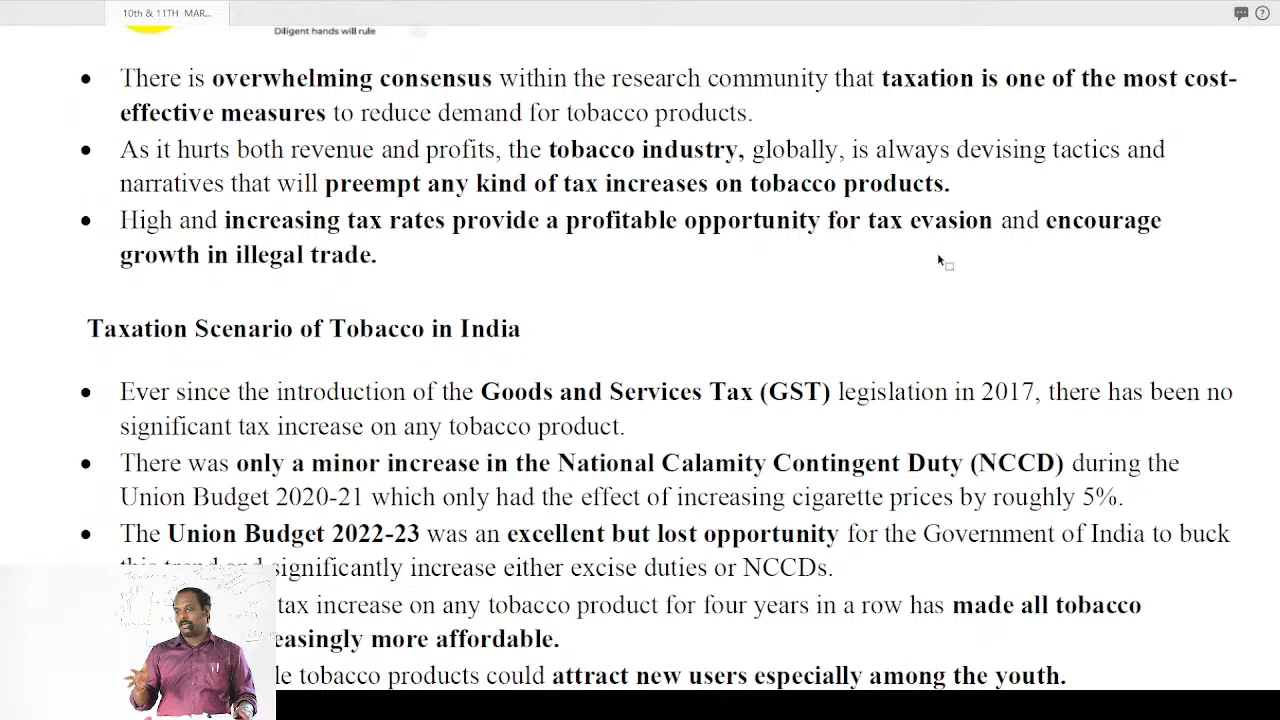 10th & 11TH MAR...
Diligent hands will rule
• There is overwhelming consensus within the research community that taxation is one of the most cost-
effective measures to reduce demand for tobacco products.
• As it hurts both revenue and profits, the tobacco industry, globally, is always devising tactics and
narratives that will preempt any kind of tax increases on tobacco products.
• High and increasing tax rates provide a profitable opportunity for tax evasion and encourage
growth in illegal trade.
Taxation Scenario of Tobacco in India
• Ever since the introduction of the Goods and Services Tax (GST) legislation in 2017, there has been no
significant tax increase on any tobacco product.
• There was only a minor increase in the National Calamity Contingent Duty (NCCD) during the
Union Budget 2020-21 which only had the effect of increasing cigarette prices by roughly 5%.
• The Union Budget 2022-23 was an excellent but lost opportunity for the Government of India to buck
this trend and significantly increase either excise duties or NCCDs.
tax increase on any tobacco product for four years in a row has made all tobacco
easingly more affordable.
le tobacco products could attract new users especially among the youth.